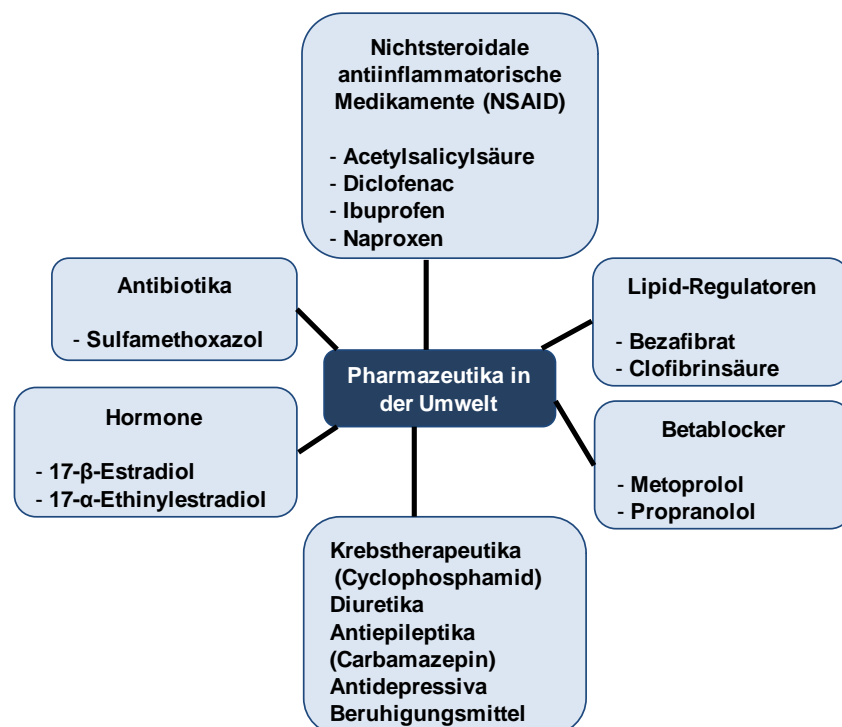 Nichtsteroidale
antiinflammatorische
Medikamente (NSAID)
- Acetylsalicylsäure
- Diclofenac
- Ibuprofen
- Naproxen
Antibiotika
- Sulfamethoxazol
Lipid-Regulatoren
- Bezafibrat
- Clofibrinsäure
Pharmazeutika in
der Umwelt
Hormone
- 17-β-Estradiol
- 17-α-Ethinylestradiol
Betablocker
- Metoprolol
- Propranolol
Krebstherapeutika
(Cyclophosphamid)
Diuretika
Antiepileptika
(Carbamazepin)
Antidepressiva
Beruhigungsmittel